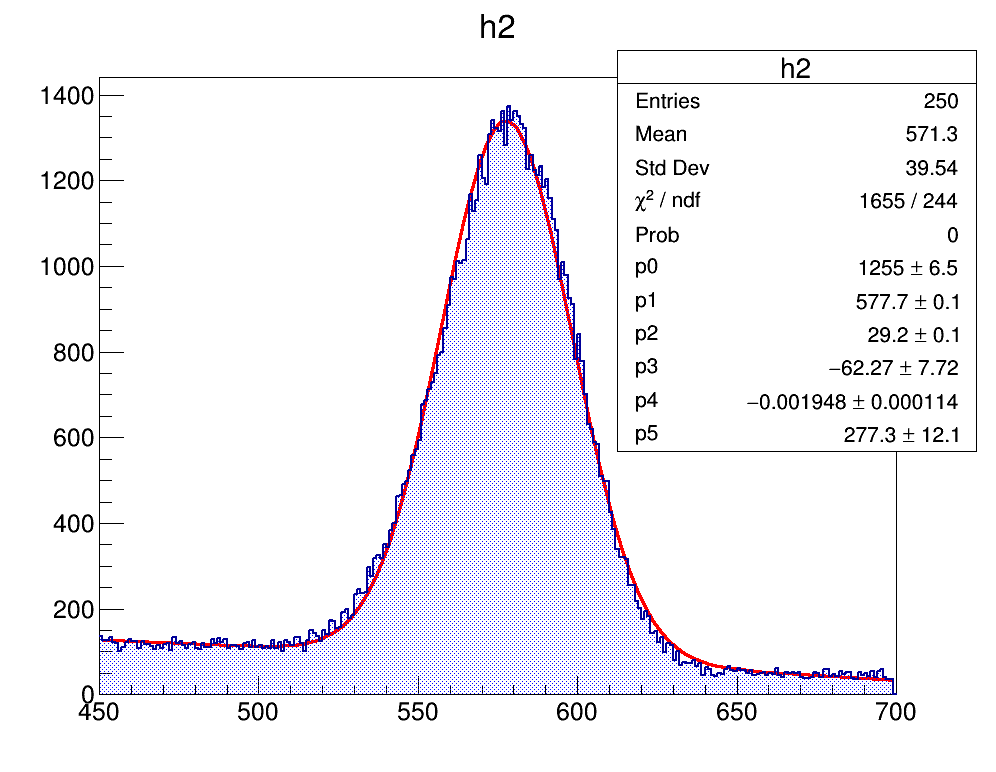 h2
h2
Entries 250
Mean 571.3
Std Dev 39.54
χ² / ndf 1655 / 244
Prob 0
p0 1255 ± 6.5
p1 577.7 ± 0.1
p2 29.2 ± 0.1
p3 −62.27 ± 7.72
p4 −0.001948 ± 0.000114
p5 277.3 ± 12.1
1400
1200
1000
800
600
400
200
0
450 500 550 600 650 700